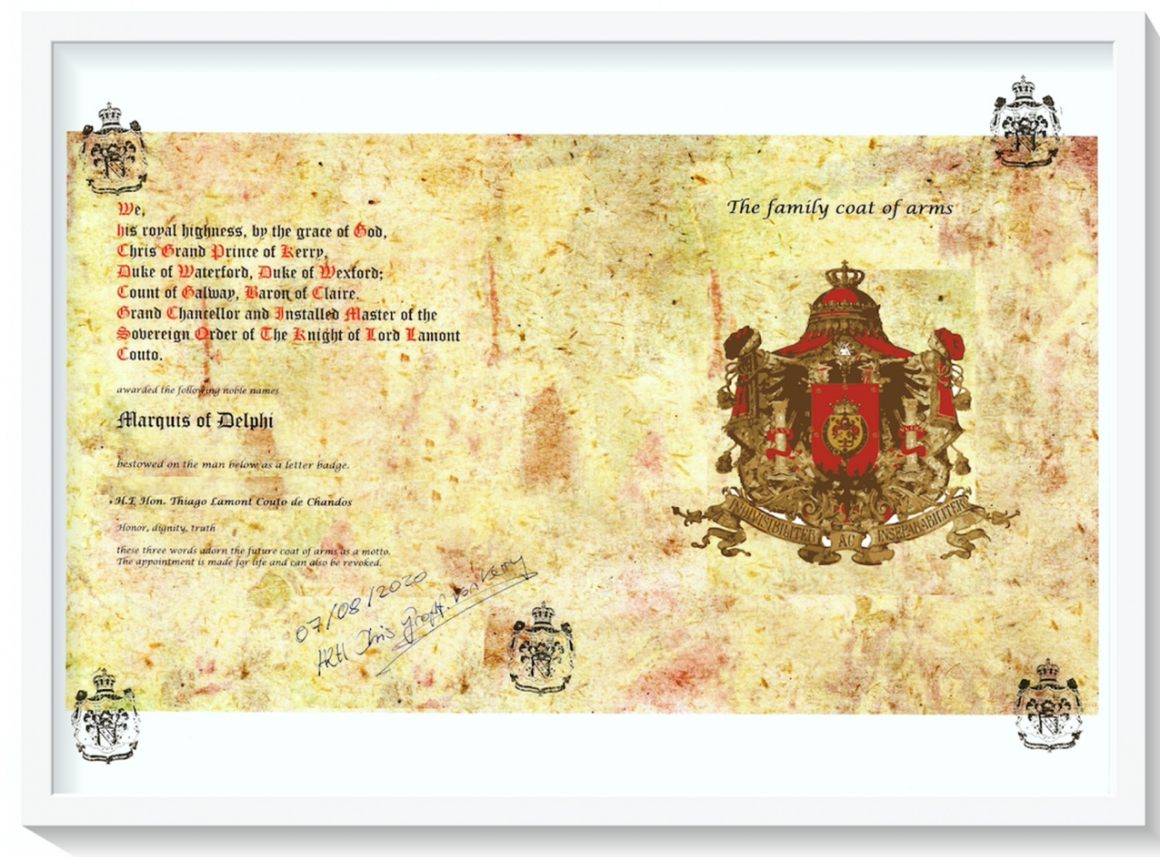 We,
his royal highness, by the grace of God,
Chris Grand Prince of Kerry,
Duke of Waterford, Duke of Wexford;
Count of Galway, Baron of Claire.
Grand Chancellor and Installed Master of the
Sovereign Order of The Knight of Lord Lamont
Couto.
awarded the following noble names
Marquis of Delphi
bestowed on the man below as a letter badge.
H.E Hon. Thiago Lamont Couto de Chandos
Honor, dignity, truth
these three words adorn the future coat of arms as a motto.
The appointment is made for life and can also be revoked.
07/08/2020
HRH Chris
The family coat of arms
AC INSEPARABILITER